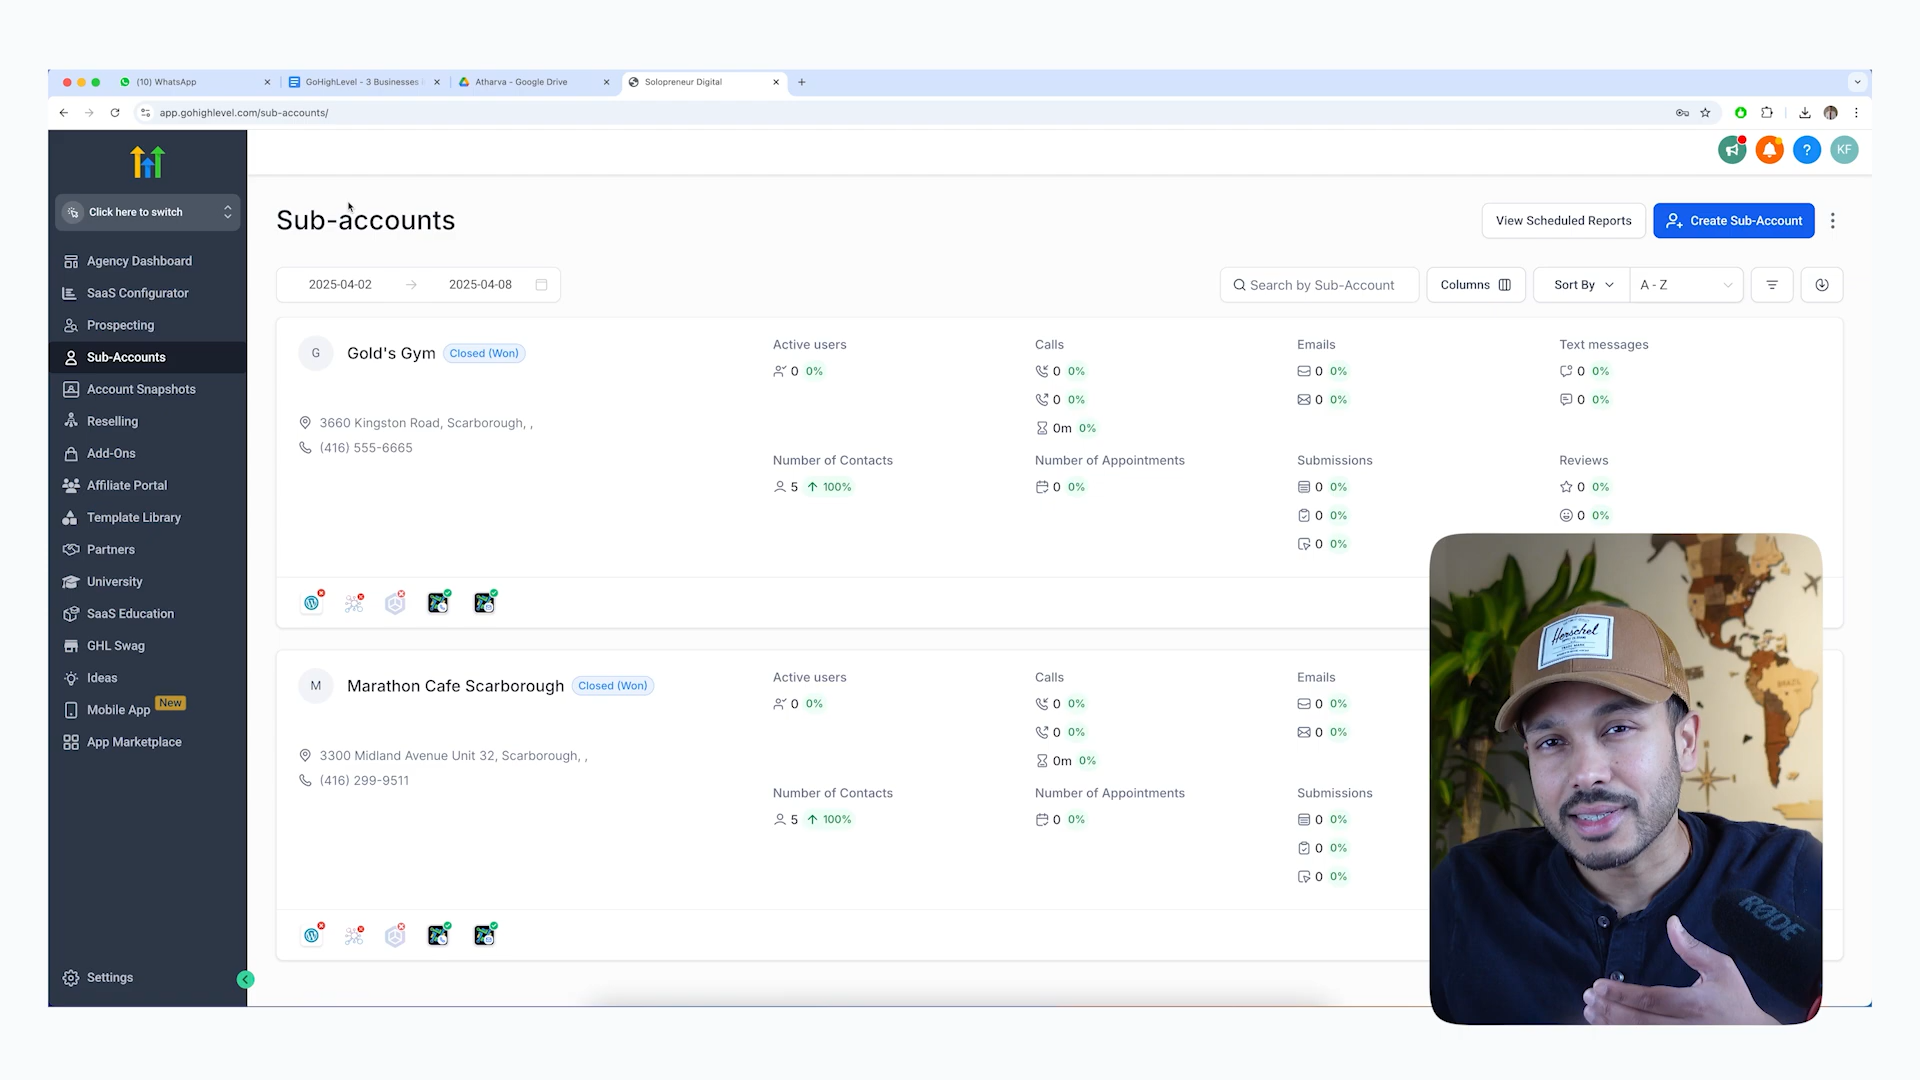 (10) WhatsApp
GoHighLevel - 3 Businesses
Atharva - Google Drive
Solopreneur Digital
app.gohighlevel.com/sub-accounts/
KF
Click here to switch
Agency Dashboard
SaaS Configurator
Prospecting
Sub-Accounts
Account Snapshots
Reselling
Add-Ons
Affiliate Portal
Template Library
Partners
University
SaaS Education
GHL Swag
Ideas
Mobile App New
App Marketplace
Settings
Sub-accounts
View Scheduled Reports
Create Sub-Account
2025-04-02 → 2025-04-08
Search by Sub-Account
Columns
Sort By
A - Z
G
Gold's Gym Closed (Won)
3660 Kingston Road, Scarborough, ,
(416) 555-6665
Active users
0 0%
Calls
0 0%
0 0%
0m 0%
Emails
0 0%
0 0%
Text messages
0 0%
0 0%
Number of Contacts
5 ↑ 100%
Number of Appointments
0 0%
Submissions
0 0%
0 0%
0 0%
Reviews
0 0%
0 0%
M
Marathon Cafe Scarborough Closed (Won)
3300 Midland Avenue Unit 32, Scarborough, ,
(416) 299-9511
Active users
0 0%
Calls
0 0%
0 0%
0m 0%
Emails
0 0%
0 0%
Number of Contacts
5 ↑ 100%
Number of Appointments
0 0%
Submissions
0 0%
0 0%
0 0%
Herschel
BRAZIL
RØDE